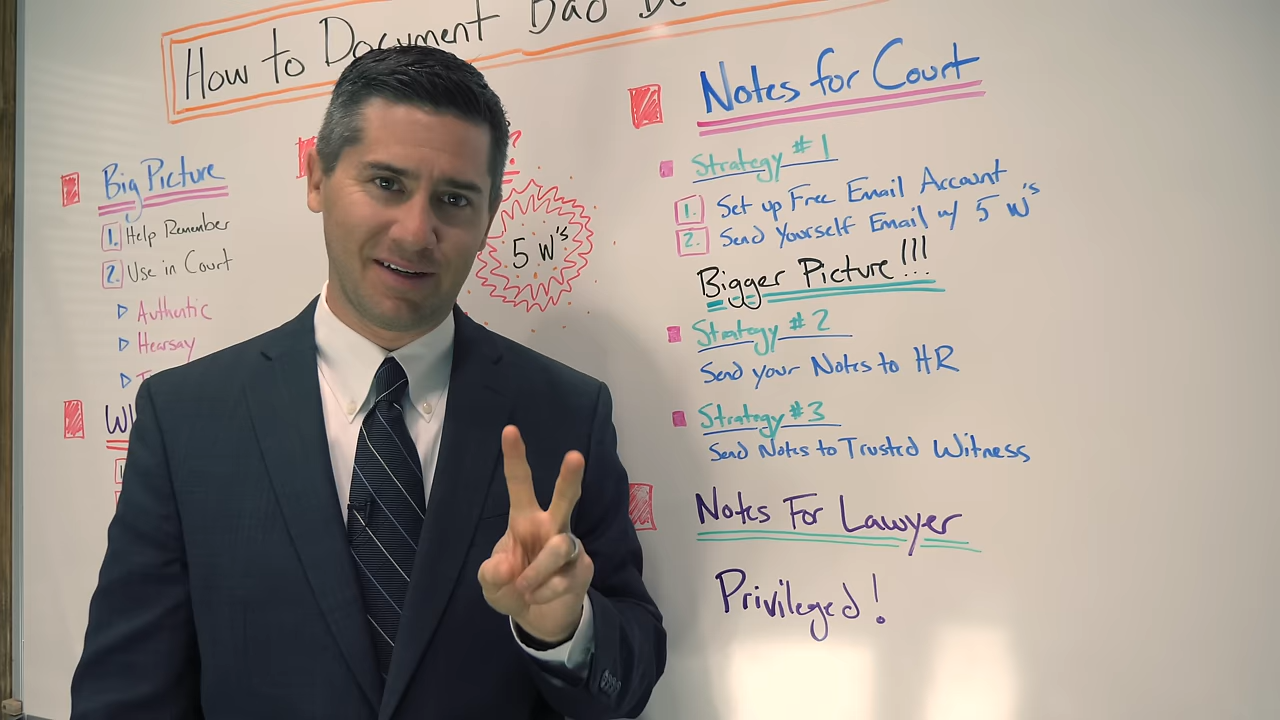 How to Document Bad
Big Picture
1. Help Remember
2. Use in Court
Authentic
Hearsay
?
5 W's
Notes for Court
Strategy #1
1. Set up Free Email Account
2. Send Yourself Email w/ 5 W's
Bigger Picture!!!
Strategy #2
Send your Notes to HR
Strategy #3
Send Notes to Trusted Witness
Notes For Lawyer
Privileged!